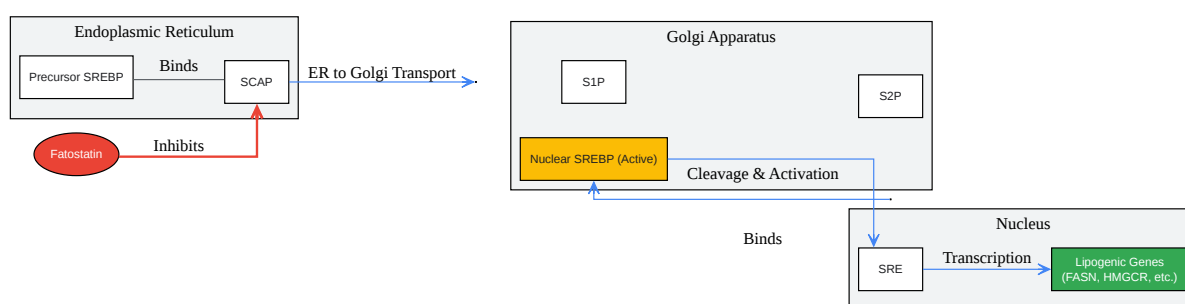 Endoplasmic Reticulum
Precursor SREBP
Binds
SCAP
ER to Golgi Transport
Fatostatin
Inhibits
Golgi Apparatus
S1P
S2P
Nuclear SREBP (Active)
Cleavage & Activation
Binds
Nucleus
SRE
Transcription
Lipogenic Genes
(FASN, HMGCR, etc.)